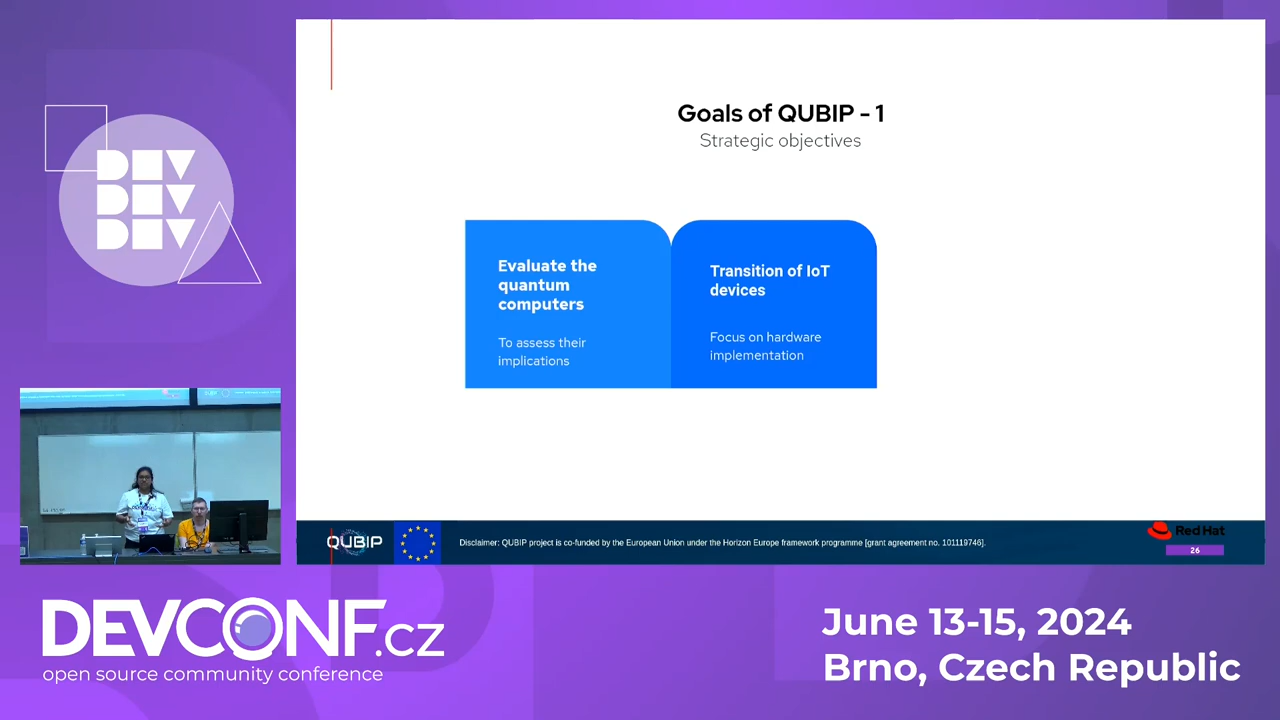 Goals of QUBIP - 1
Strategic objectives
DEV
DEV
DEV
Evaluate the
quantum
computers
To assess their
implications
Transition of IoT
devices
Focus on hardware
implementation
QUBIP
Disclaimer: QUBIP project is co-funded by the European Union under the Horizon Europe framework programme [grant agreement no. 101119746].
Red Hat
26
DEVCONF.cz
open source community conference
June 13-15, 2024
Brno, Czech Republic